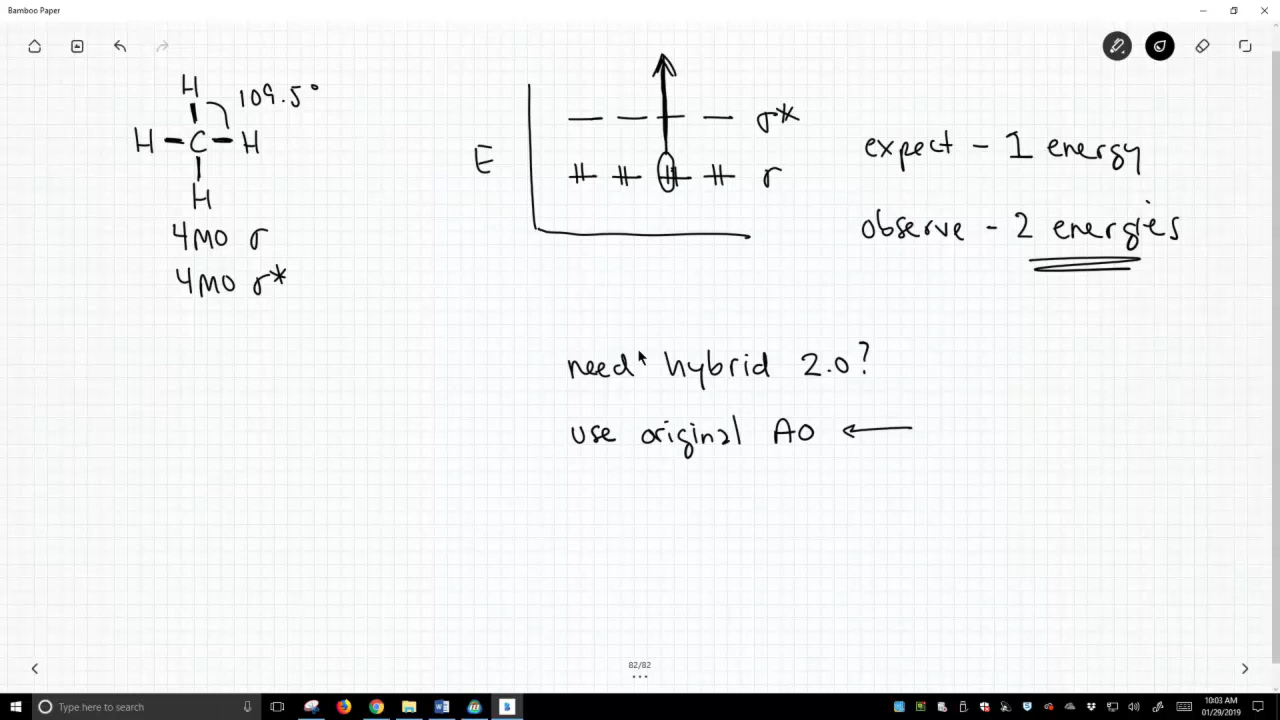 Bamboo Paper
H
109.5°
H - C - H
H
4MO σ
4MO σ*
E
σ*
σ
expect - 1 energy
observe - 2 energies
need hybrid 2.0?
use original AO ←
82/82
Type here to search
10:03 AM
01/29/2019